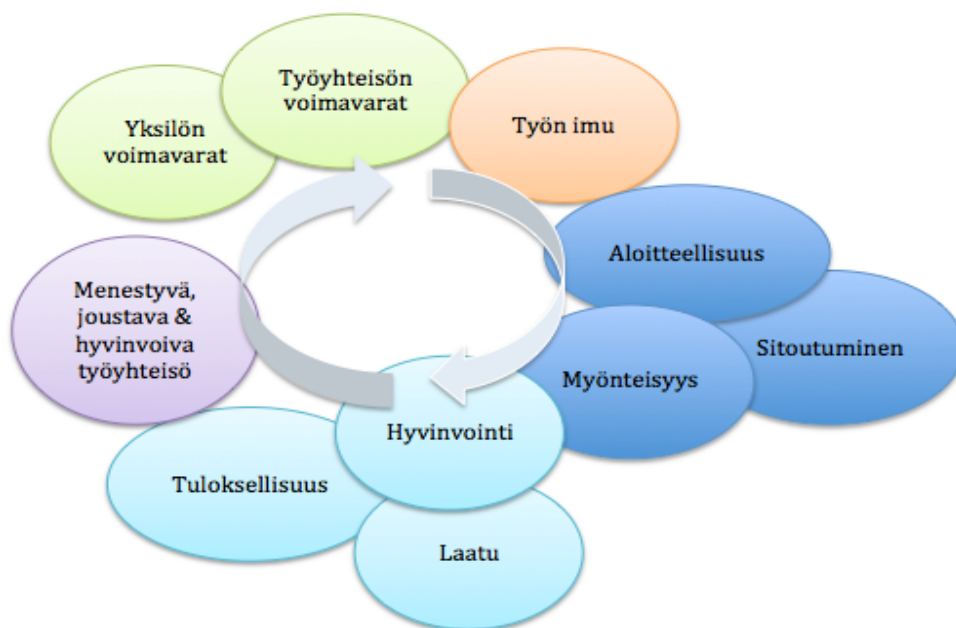 Työyhteisön
voimavarat
Yksilön
voimavarat
Työn imu
Aloitteellisuus
Sitoutuminen
Myönteisyys
Hyvinvointi
Laatu
Tuloksellisuus
Menestyvä,
joustava &
hyvinvoiva
työyhteisö